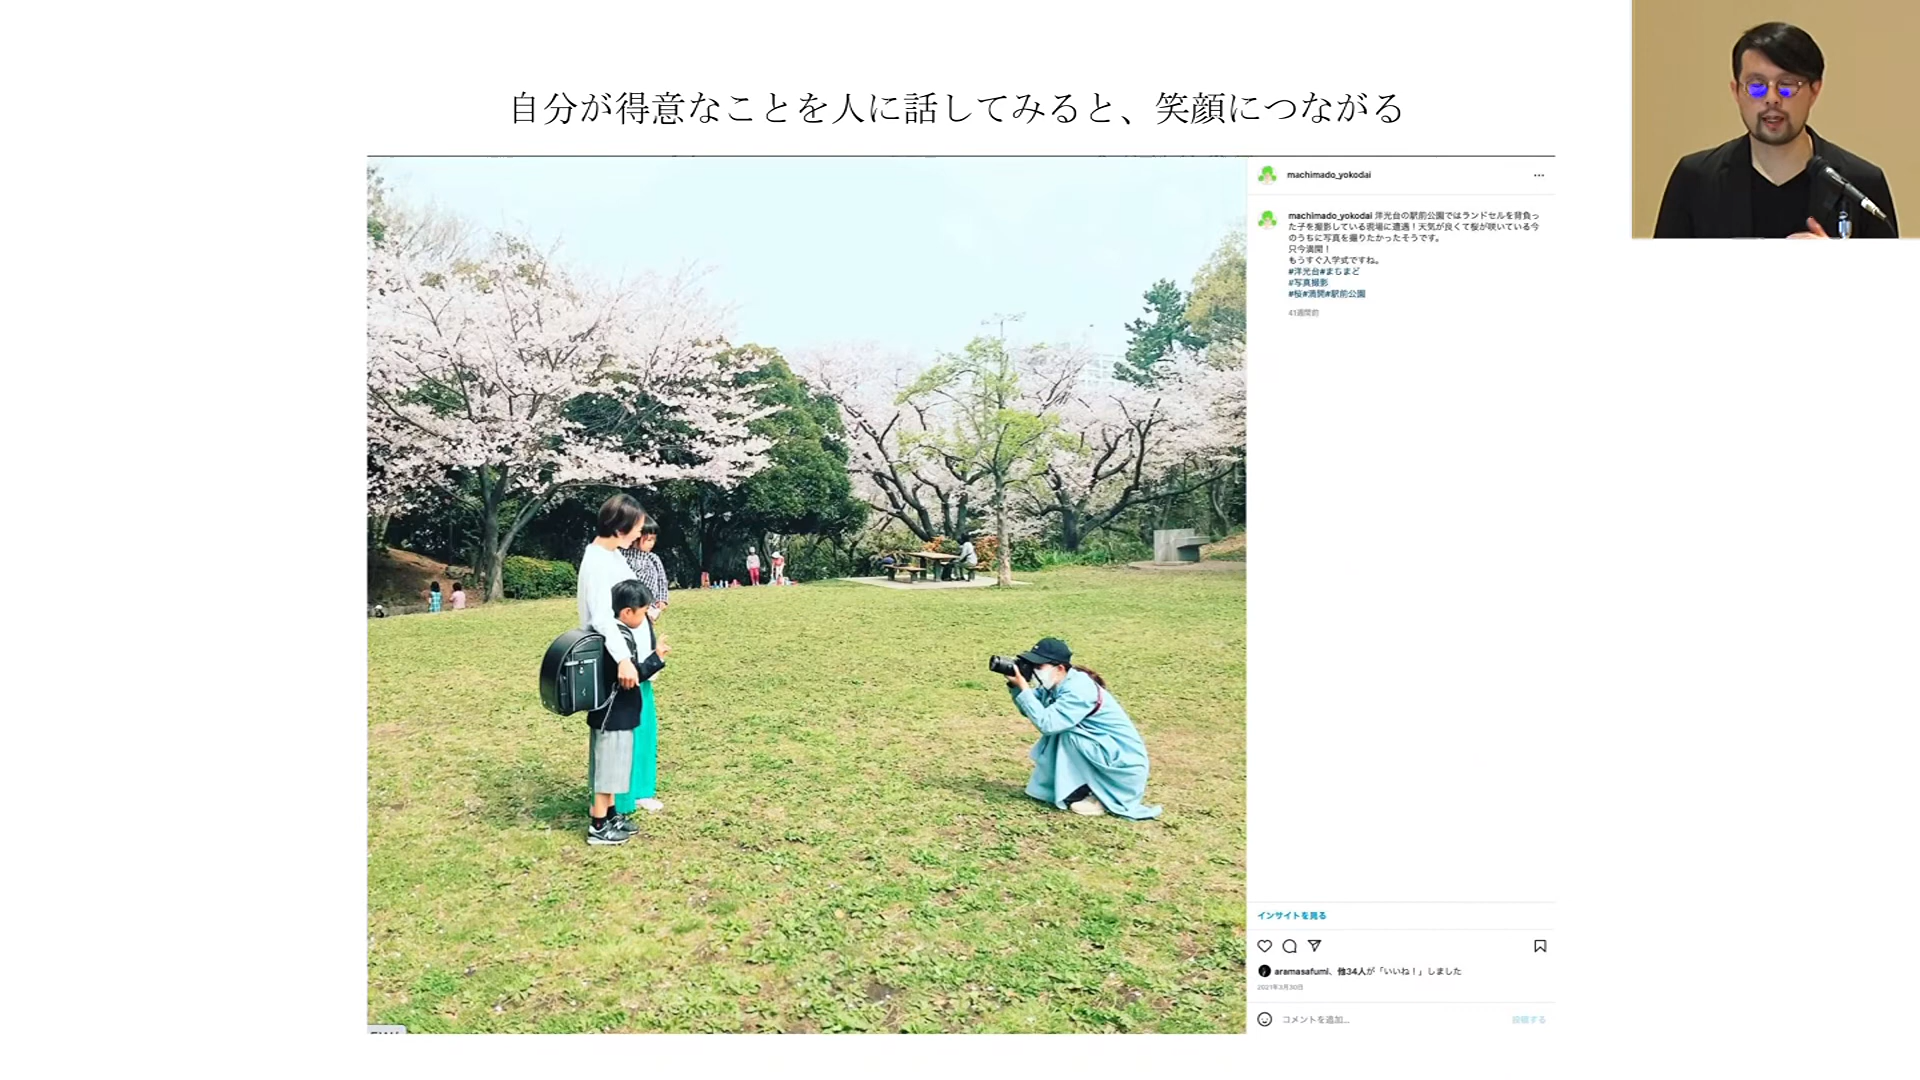 自分が得意なことを人に話してみると、笑顔につながる
machimado_yokodai
machimado_yokodai 洋光台の駅前公園ではランドセルを背負っ
た子を撮影している現場に遭遇！天気が良くて桜が咲いている今
のうちに写真を撮りたかったそうです。
只今満開！
もうすぐ入学式ですね。
#洋光台#まちまど
#写真撮影
#桜#満開#駅前公園
41週間前
インサイトを見る
aramasafumi、他34人が「いいね！」しました
2021年3月30日
コメントを追加...
投稿する